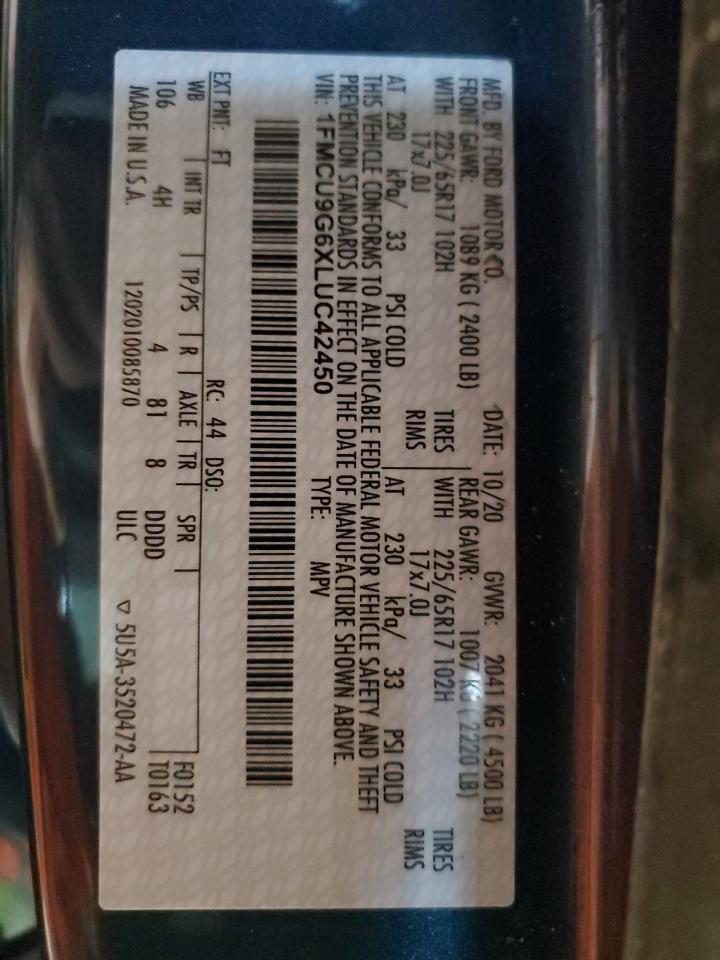 MFD. BY FORD MOTOR CO. DATE: 10/20 GVWR: 2041 KG ( 4500 LB)
FRONT GAWR: 1089 KG ( 2400 LB) REAR GAWR: 1007 KG ( 2220 LB)
WITH 225/65R17 102H TIRES WITH 225/65R17 102H TIRES
17x7.0J RIMS 17x7.0J RIMS
AT 230 kPa/ 33 PSI COLD AT 230 kPa/ 33 PSI COLD
THIS VEHICLE CONFORMS TO ALL APPLICABLE FEDERAL MOTOR VEHICLE SAFETY AND THEFT
PREVENTION STANDARDS IN EFFECT ON THE DATE OF MANUFACTURE SHOWN ABOVE.
VIN: 1FMCU9G6XLUC42450 TYPE: MPV
EXT PNT: FT RC: 44 DSO:
WB | INT TR | TP/PS | R | AXLE | TR | SPR | F0152
106 4H 4 81 8 DDDD T0163
MADE IN U.S.A. 1202010085870 ULC ▽ 5U5A-3520472-AA